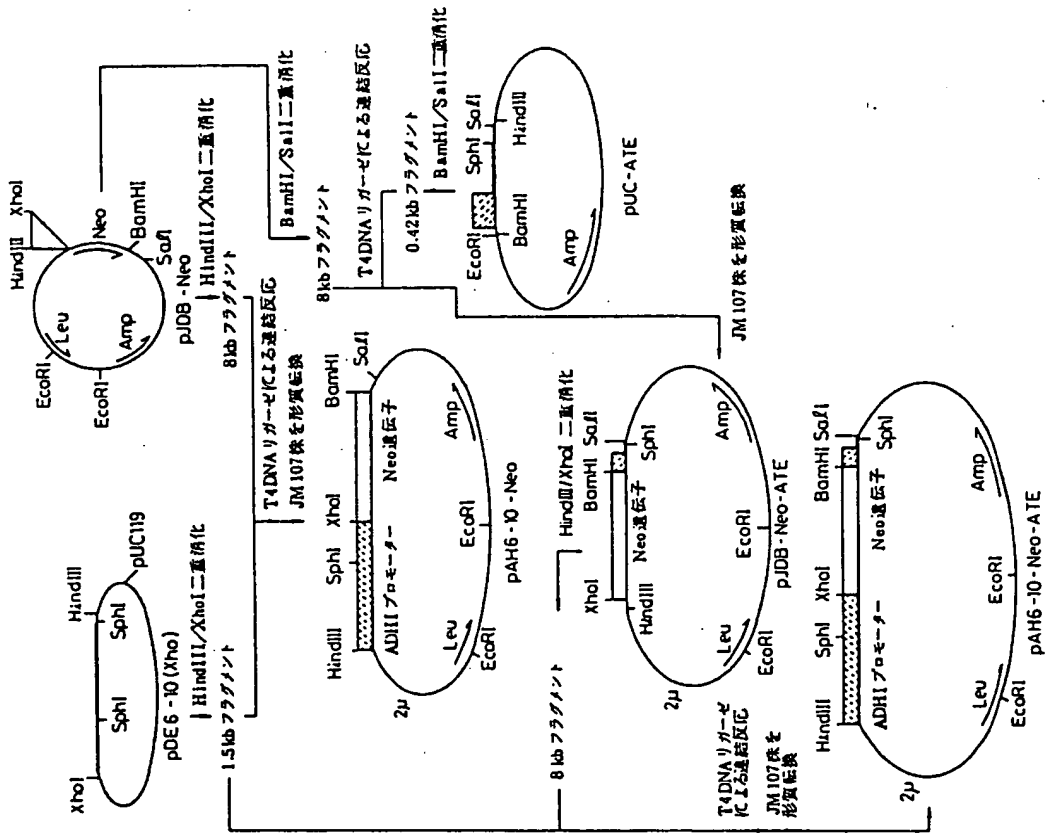 XhoI
HindIII
SphI
SphI
pUC119
pDE6-10(Xho)
HindIII/XhoI二重消化
1.5kbフラグメント
HindIII
XhoI
Neo
BamHI
SalI
EcoRI
Leu
Amp
EcoRI
pJDB-Neo
HindIII/XhoI二重消化
8kbフラグメント
T4DNAリガーゼによる連結反応
JM107株を形質転換
BamHI/SalI二重消化
8kbフラグメント
T4DNAリガーゼによる連結反応
0.42kbフラグメント
BamHI/SalI二重消化
EcoRI
SphI
SalI
BamHI
HindIII
Amp
pUC-ATE
HindIII
SphI
XhoI
BamHI
SalI
ADHIプロモーター
Neo遺伝子
2μ
Leu
EcoRI
EcoRI
Amp
pAH6-10-Neo
HindIII/XhoI二重消化
8kbフラグメント
JM107株を形質転換
XhoI
BamHI
SalI
HindIII
Neo遺伝子
SphI
2μ
Leu
EcoRI
EcoRI
Amp
pJDB-Neo-ATE
T4DNAリガーゼ
による連結反応
JM107株を
形質転換
HindIII
SphI
XhoI
BamHI
SalI
ADHIプロモーター
Neo遺伝子
SphI
2μ
Leu
EcoRI
EcoRI
Amp
pAH6-10-Neo-ATE